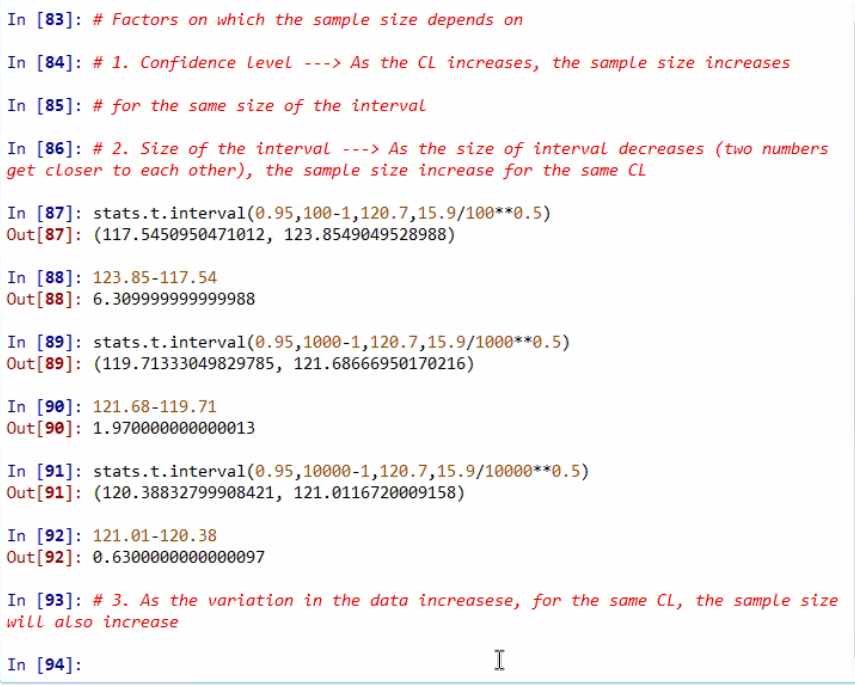 In [83]: # Factors on which the sample size depends on
In [84]: # 1. Confidence level ---> As the CL increases, the sample size increases
In [85]: # for the same size of the interval
In [86]: # 2. Size of the interval ---> As the size of interval decreases (two numbers
get closer to each other), the sample size increase for the same CL
In [87]: stats.t.interval(0.95,100-1,120.7,15.9/100**0.5)
Out[87]: (117.5450950471012, 123.8549049528988)
In [88]: 123.85-117.54
Out[88]: 6.309999999999988
In [89]: stats.t.interval(0.95,1000-1,120.7,15.9/1000**0.5)
Out[89]: (119.71333049829785, 121.68666950170216)
In [90]: 121.68-119.71
Out[90]: 1.970000000000013
In [91]: stats.t.interval(0.95,10000-1,120.7,15.9/10000**0.5)
Out[91]: (120.38832799908421, 121.0116720009158)
In [92]: 121.01-120.38
Out[92]: 0.6300000000000097
In [93]: # 3. As the variation in the data increasese, for the same CL, the sample size
will also increase
In [94]: